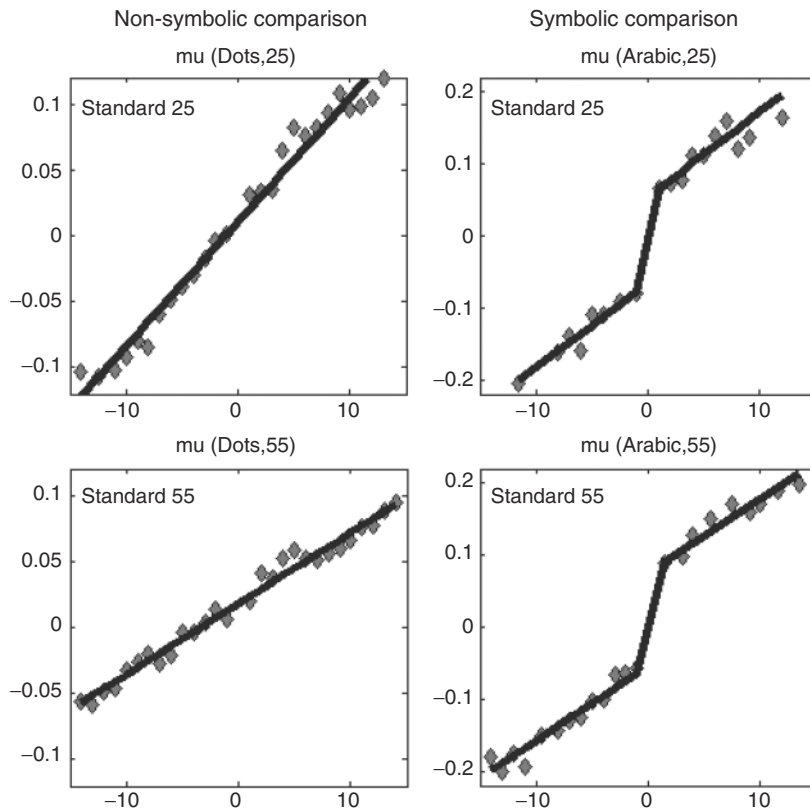 Non-symbolic comparison
Symbolic comparison
mu (Dots,25)
mu (Arabic,25)
Standard 25
0.1
0.05
0
−0.05
−0.1
−10 0 10
Standard 25
0.2
0.1
0
−0.1
−0.2
−10 0 10
mu (Dots,55)
mu (Arabic,55)
Standard 55
0.1
0.05
0
−0.05
−0.1
−10 0 10
Standard 55
0.2
0.1
0
−0.1
−0.2
−10 0 10